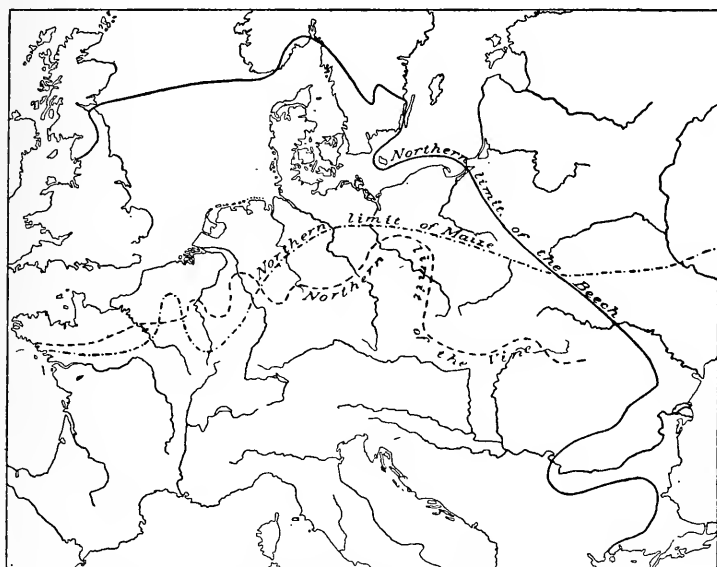 Northern limit of the Beech
Northern limit of Maize
Northern limit of the Vine